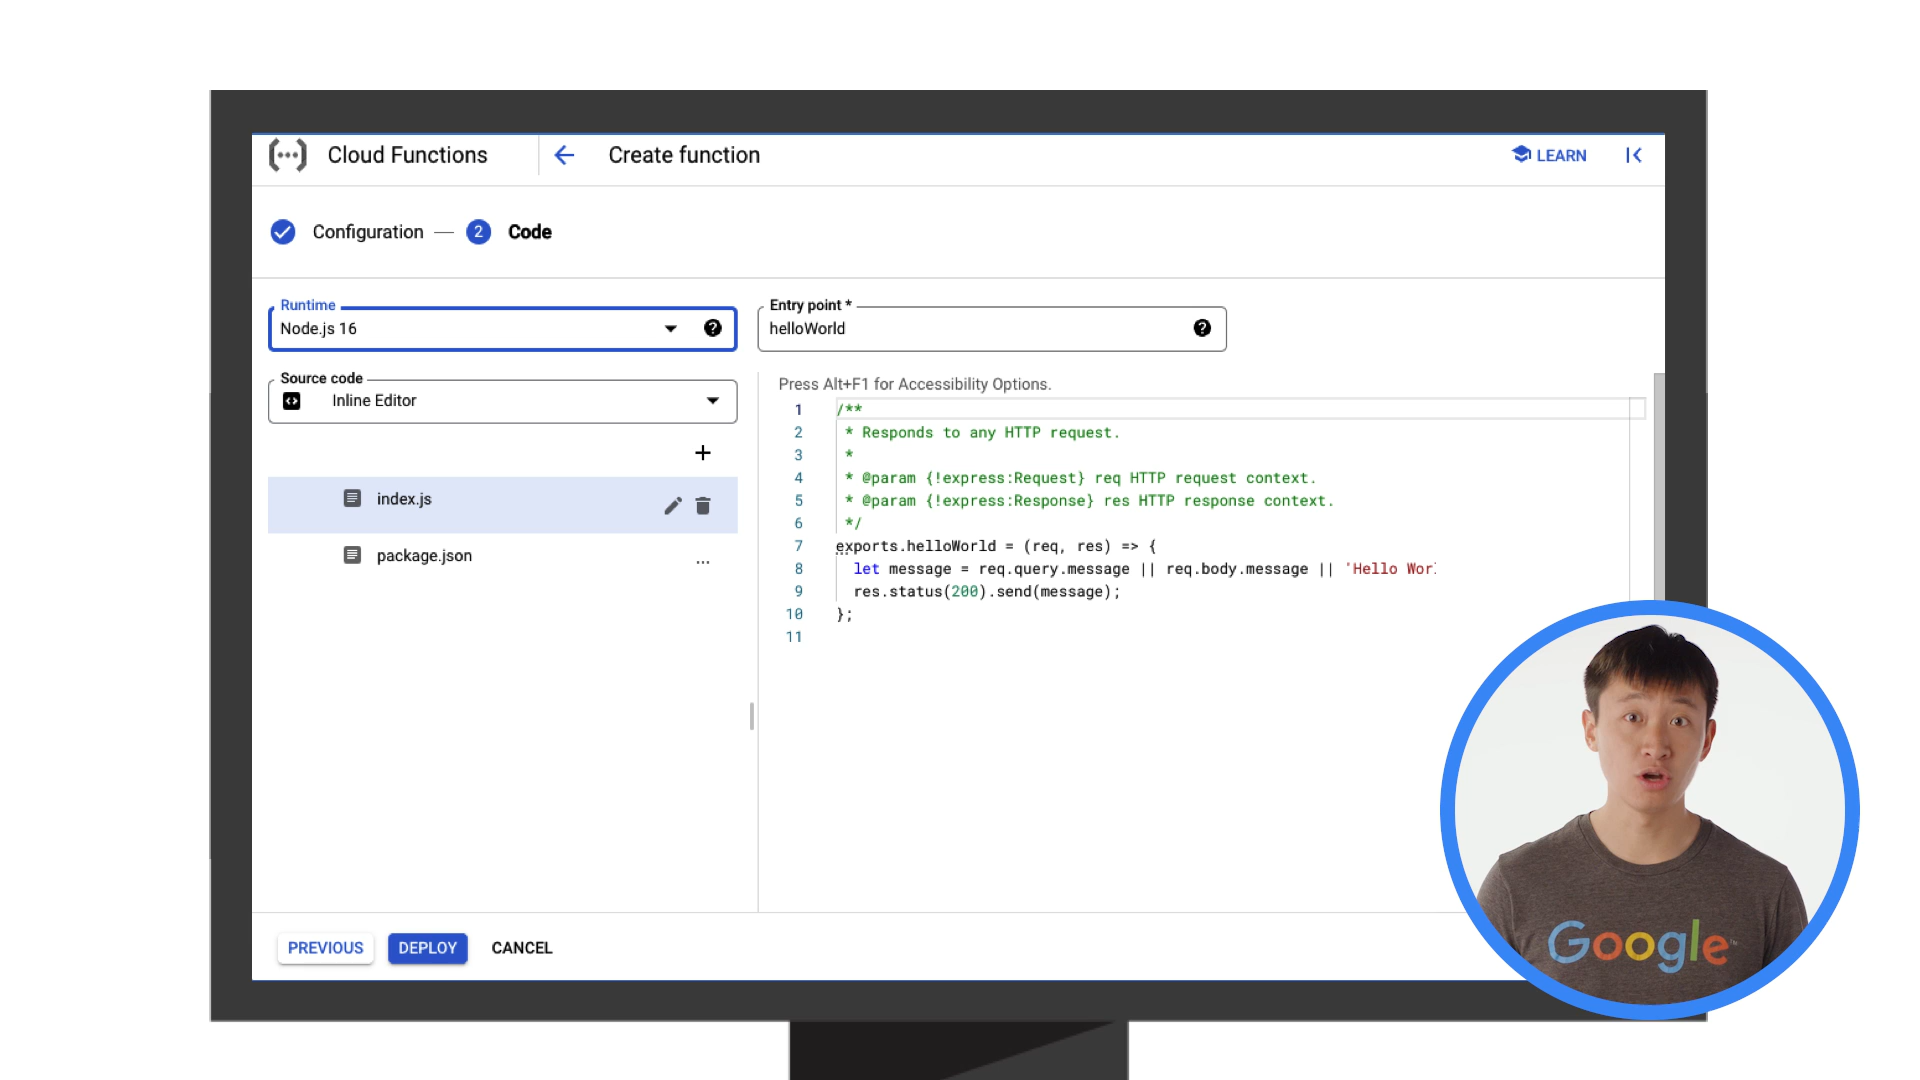 Cloud Functions
Create function
LEARN
Configuration
2
Code
Runtime
Node.js 16
Entry point *
helloWorld
Source code
Inline Editor
index.js
package.json
Press Alt+F1 for Accessibility Options.
1 /**
2 * Responds to any HTTP request.
3 *
4 * @param {!express:Request} req HTTP request context.
5 * @param {!express:Response} res HTTP response context.
6 */
7 exports.helloWorld = (req, res) => {
8 let message = req.query.message || req.body.message || 'Hello Worl
9 res.status(200).send(message);
10 };
11
PREVIOUS
DEPLOY
CANCEL
Google™